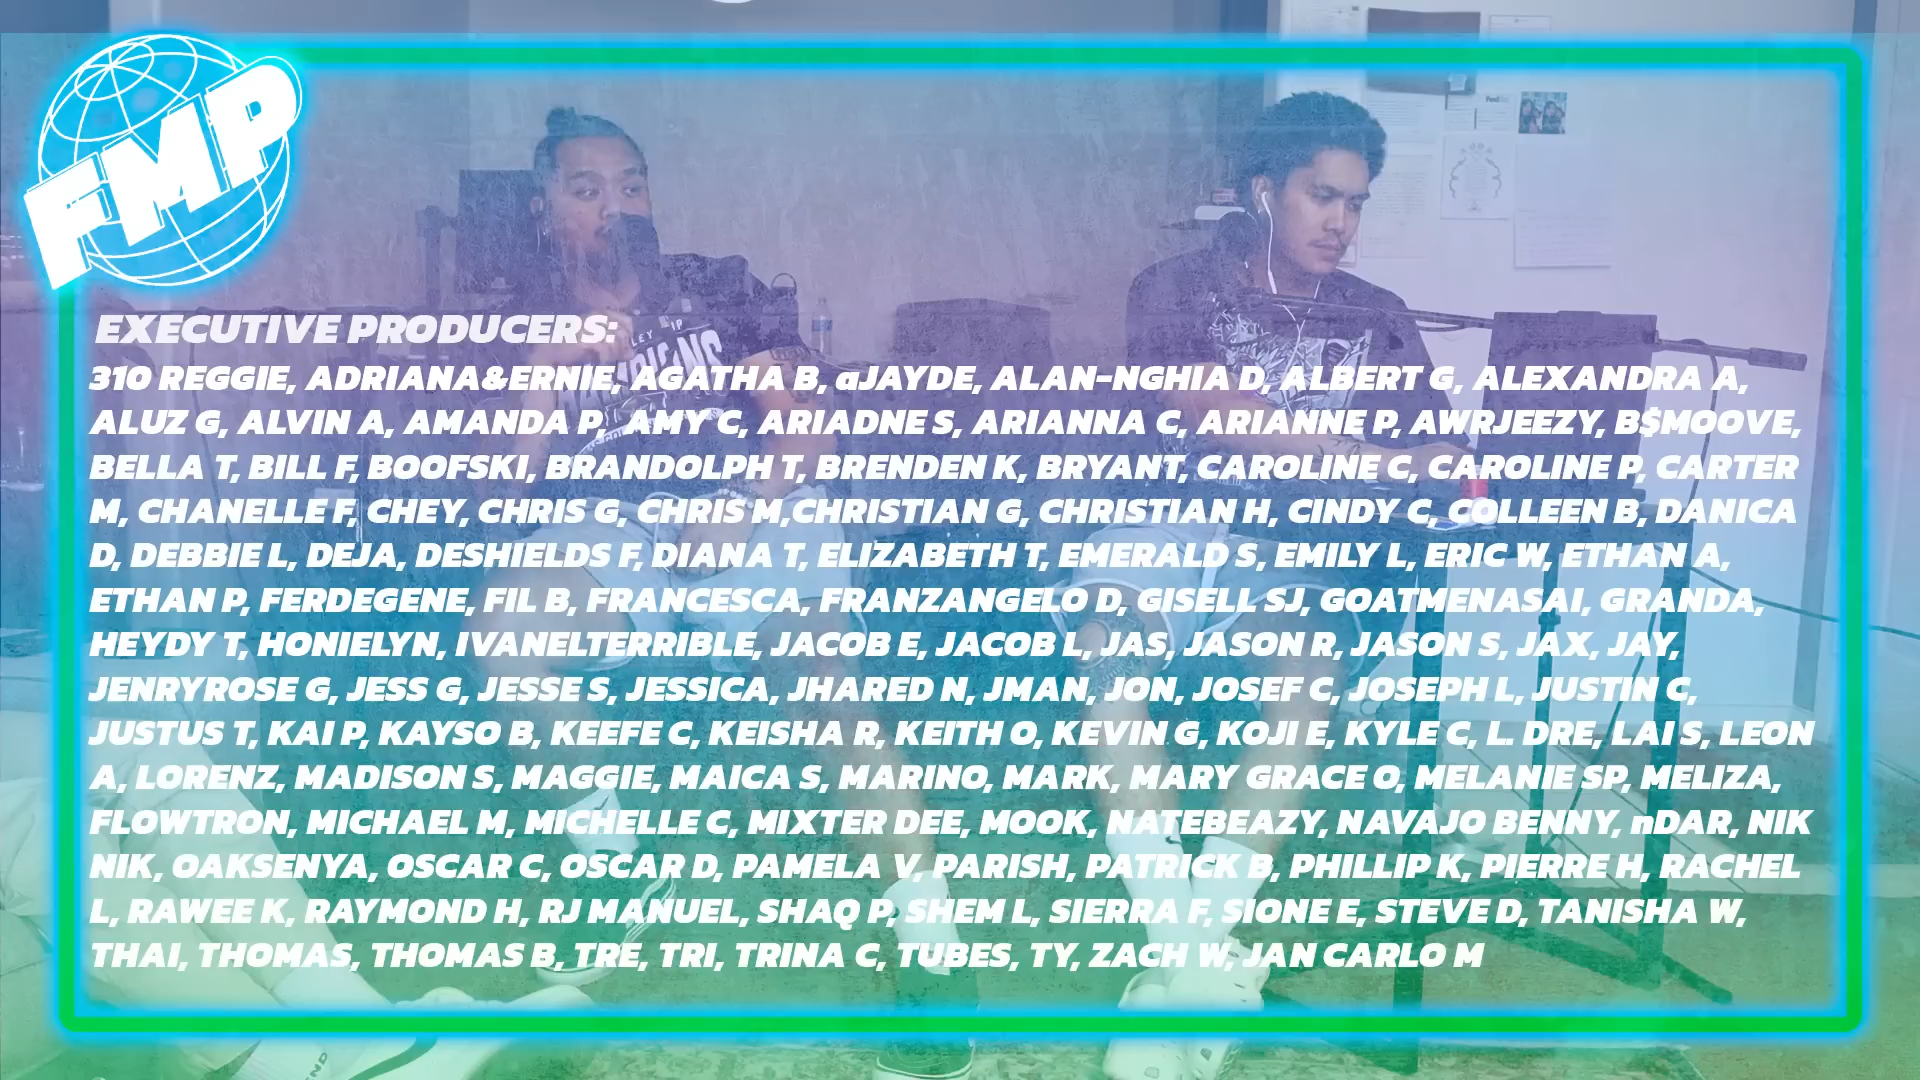 FMP
EXECUTIVE PRODUCERS:
310 REGGIE, ADRIANA&ERNIE, AGATHA B, aJAYDE, ALAN-NGHIA D, ALBERT G, ALEXANDRA A,
ALUZ G, ALVIN A, AMANDA P, AMY C, ARIADNE S, ARIANNA C, ARIANNE P, AWRJEEZY, B$MOOVE,
BELLA T, BILL F, BOOFSKI, BRANDOLPH T, BRENDEN K, BRYANT, CAROLINE C, CAROLINE P, CARTER
M, CHANELLE F, CHEY, CHRIS G, CHRIS M,CHRISTIAN G, CHRISTIAN H, CINDY C, COLLEEN B, DANICA
D, DEBBIE L, DEJA, DESHIELDS F, DIANA T, ELIZABETH T, EMERALD S, EMILY L, ERIC W, ETHAN A,
ETHAN P, FERDEGENE, FIL B, FRANCESCA, FRANZANGELO D, GISELL SJ, GOATMENASAI, GRANDA,
HEYDY T, HONIELYN, IVANELTERRIBLE, JACOB E, JACOB L, JAS, JASON R, JASON S, JAX, JAY,
JENRYROSE G, JESS G, JESSE S, JESSICA, JHARED N, JMAN, JON, JOSEF C, JOSEPH L, JUSTIN C,
JUSTUS T, KAI P, KAYSO B, KEEFE C, KEISHA R, KEITH O, KEVIN G, KOJI E, KYLE C, L. DRE, LAI S, LEON
A, LORENZ, MADISON S, MAGGIE, MAICA S, MARINO, MARK, MARY GRACE O, MELANIE SP, MELIZA,
FLOWTRON, MICHAEL M, MICHELLE C, MIXTER DEE, MOOK, NATEBEAZY, NAVAJO BENNY, nDAR, NIK
NIK, OAKSENYA, OSCAR C, OSCAR D, PAMELA V, PARISH, PATRICK B, PHILLIP K, PIERRE H, RACHEL
L, RAWEE K, RAYMOND H, RJ MANUEL, SHAQ P, SHEM L, SIERRA F, SIONE E, STEVE D, TANISHA W,
THAI, THOMAS, THOMAS B, TRE, TRI, TRINA C, TUBES, TY, ZACH W, JAN CARLO M